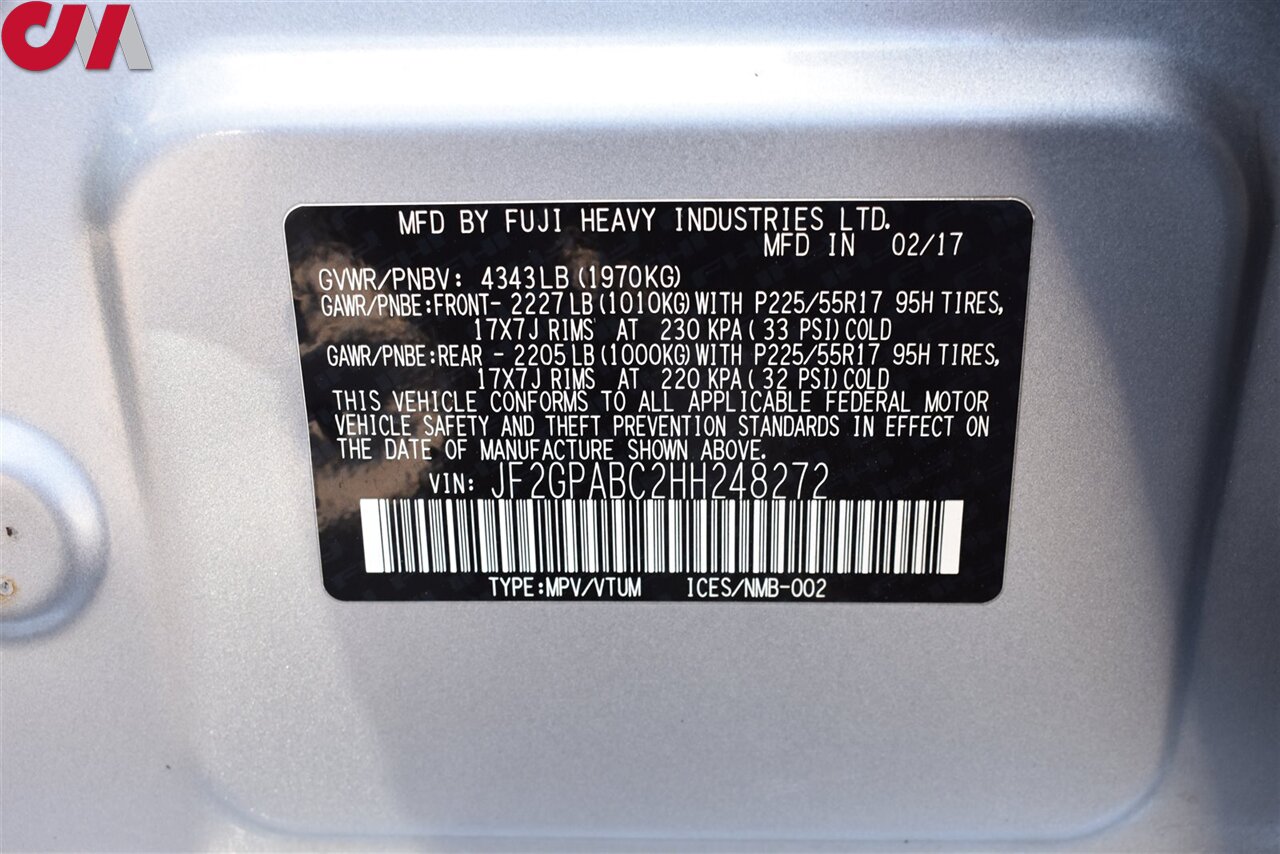 MFD BY FUJI HEAVY INDUSTRIES LTD.
MFD IN 02/17
GVWR/PNBV: 4343LB (1970KG)
GAWR/PNBE:FRONT- 2227LB (1010KG) WITH P225/55R17 95H TIRES,
17X7J RIMS AT 230 KPA ( 33 PSI) COLD
GAWR/PNBE:REAR - 2205LB (1000KG) WITH P225/55R17 95H TIRES,
17X7J RIMS AT 220 KPA ( 32 PSI) COLD
THIS VEHICLE CONFORMS TO ALL APPLICABLE FEDERAL MOTOR
VEHICLE SAFETY AND THEFT PREVENTION STANDARDS IN EFFECT ON
THE DATE OF MANUFACTURE SHOWN ABOVE.
VIN: JF2GPABC2HH248272
TYPE:MPV/VTUM ICES/NMB-002